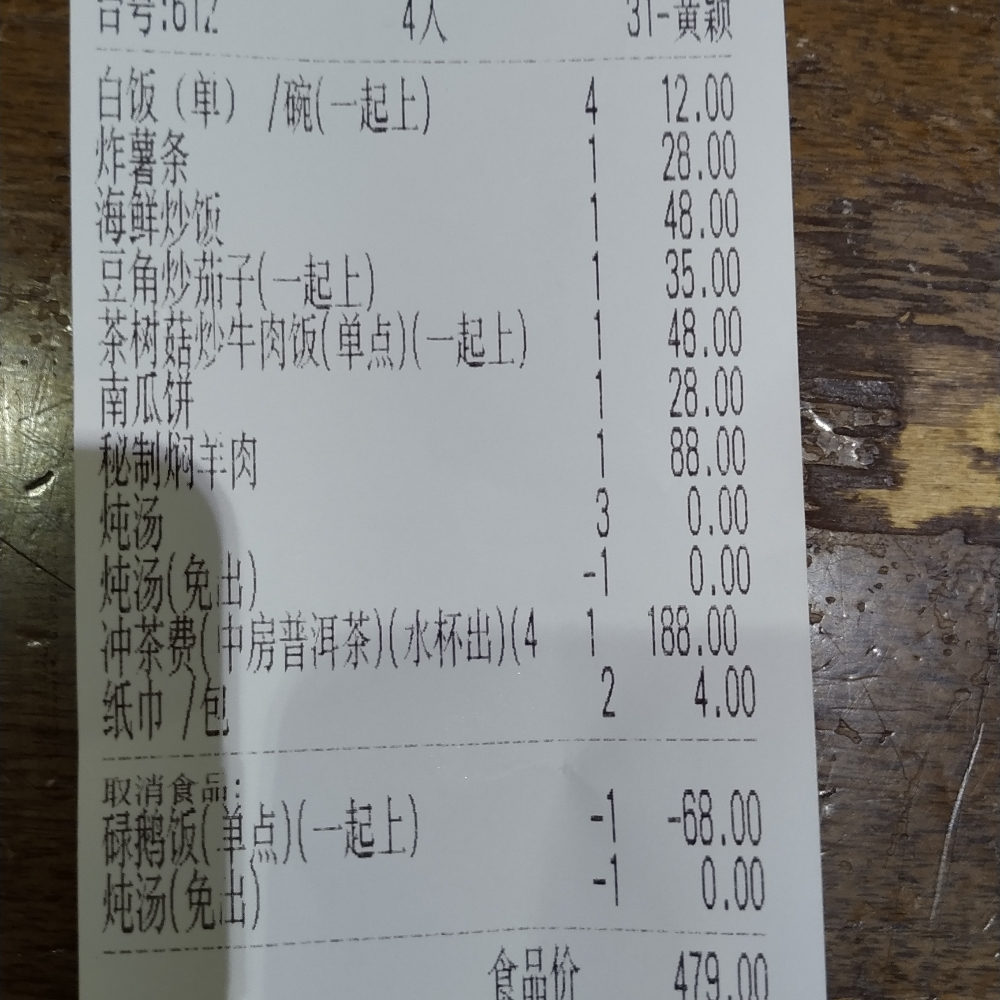 台号:612 4人 31-黄颖
白饭（单） /碗(一起上) 4 12.00
炸薯条 1 28.00
海鲜炒饭 1 48.00
豆角炒茄子(一起上) 1 35.00
茶树菇炒牛肉饭(单点)(一起上) 1 48.00
南瓜饼 1 28.00
秘制焖羊肉 1 88.00
炖汤 3 0.00
炖汤(免出) -1 0.00
冲茶费(中房普洱茶)(水杯出)(4 1 188.00
纸巾 /包 2 4.00
取消食品:
碌鹅饭(单点)(一起上) -1 -68.00
炖汤(免出) -1 0.00
食品价 479.00